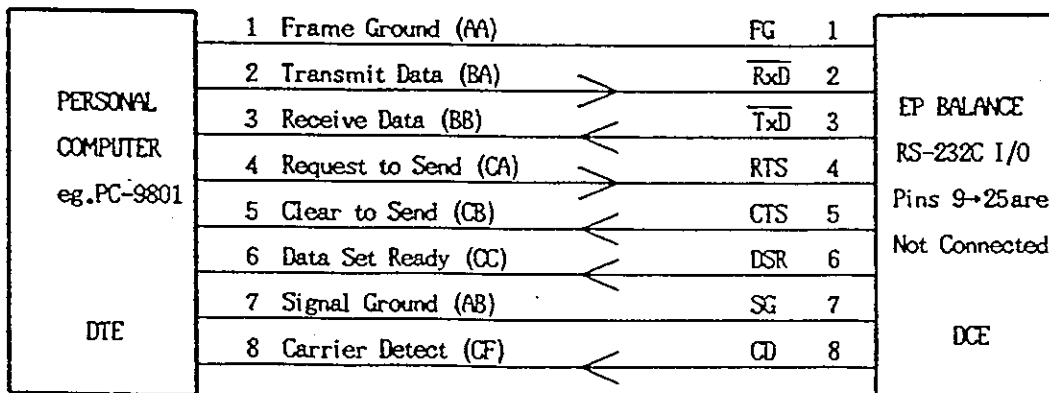 PERSONAL
COMPUTER
eg.PC-9801
DTE
1 Frame Ground (AA) FG 1
2 Transmit Data (BA) RxD 2
3 Receive Data (BB) TxD 3
4 Request to Send (CA) RTS 4
5 Clear to Send (CB) CTS 5
6 Data Set Ready (CC) DSR 6
7 Signal Ground (AB) SG 7
8 Carrier Detect (CF) CD 8
EP BALANCE
RS-232C I/O
Pins 9→25are
Not Connected
DCE